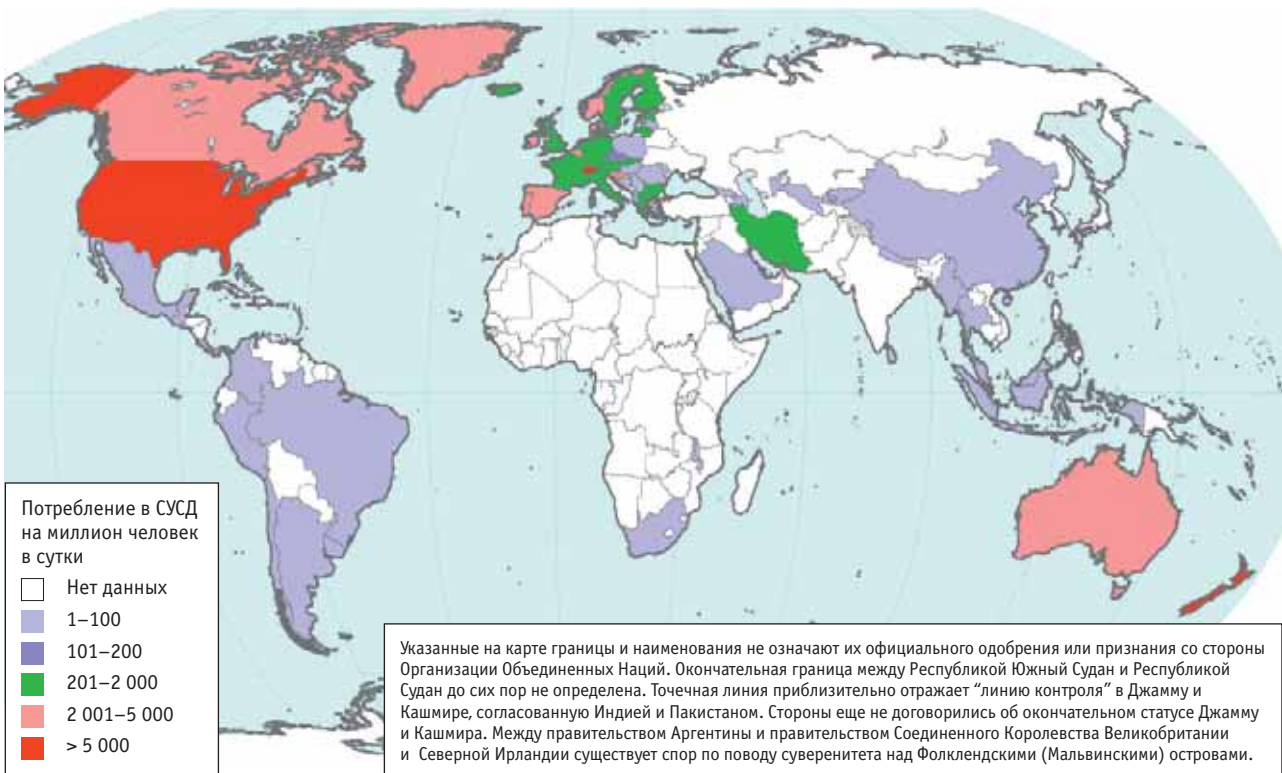 Потребление в СУСД
на миллион человек
в сутки
Нет данных
1–100
101–200
201–2 000
2 001–5 000
> 5 000
Указанные на карте границы и наименования не означают их официального одобрения или признания со стороны
Организации Объединенных Наций. Окончательная граница между Республикой Южный Судан и Республикой
Судан до сих пор не определена. Точечная линия приблизительно отражает “линию контроля” в Джамму и
Кашмире, согласованную Индией и Пакистаном. Стороны еще не договорились об окончательном статусе Джамму
и Кашмира. Между правительством Аргентины и правительством Соединенного Королевства Великобритании
и Северной Ирландии существует спор по поводу суверенитета над Фолклендскими (Мальвинскими) островами.